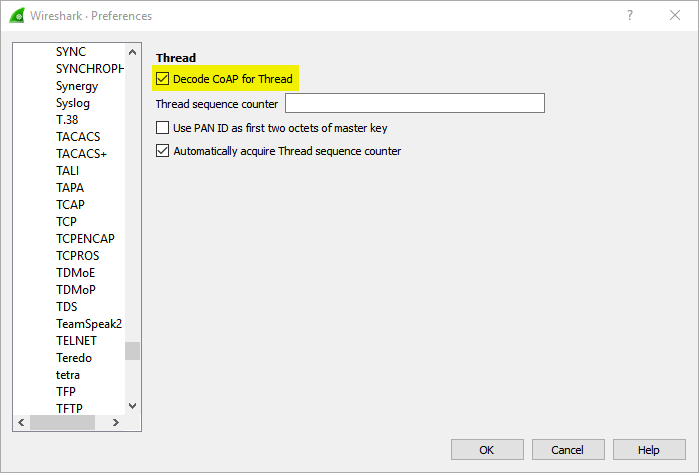 Wireshark · Preferences
SYNC
SYNCHROPH
Synergy
Syslog
T.38
TACACS
TACACS+
TALI
TAPA
TCAP
TCP
TCPENCAP
TCPROS
TDMoE
TDMoP
TDS
TeamSpeak2
TELNET
Teredo
tetra
TFP
TFTP
Thread
Decode CoAP for Thread
Thread sequence counter
Use PAN ID as first two octets of master key
Automatically acquire Thread sequence counter
OK
Cancel
Help